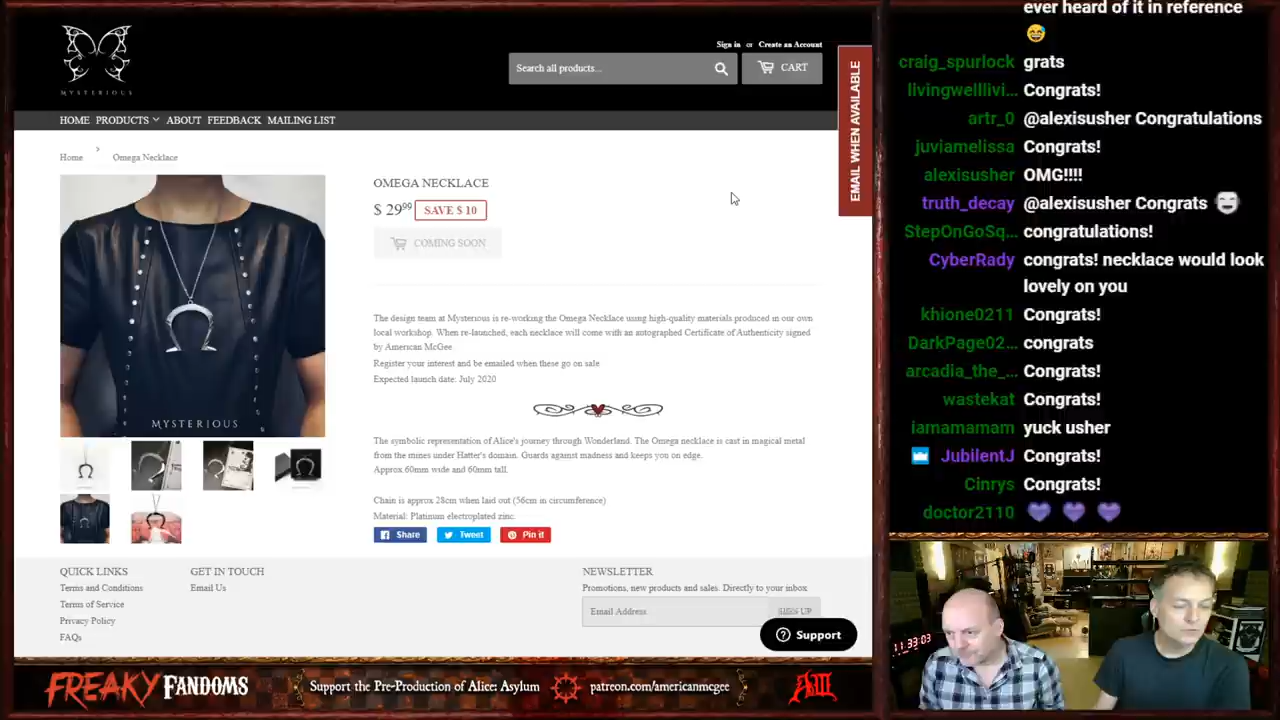 MYSTERIOUS
Sign in or Create an Account
Search all products...
CART
EMAIL WHEN AVAILABLE
HOME PRODUCTS ABOUT FEEDBACK MAILING LIST
Home › Omega Necklace
OMEGA NECKLACE
$ 29.99 SAVE $ 10
COMING SOON
The design team at Mysterious is re-working the Omega Necklace using high-quality materials produced in our own
local workshop. When re-launched, each necklace will come with an autographed Certificate of Authenticity signed
by American McGee.
Register your interest and be emailed when these go on sale
Expected launch date: July 2020
MYSTERIOUS
The symbolic representation of Alice's journey through Wonderland. The Omega necklace is cast in magical metal
from the mines under Hatter's domain. Guards against madness and keeps you on edge.
Approx 60mm wide and 60mm tall.
Chain is approx 28cm when laid out (56cm in circumference)
Material: Platinum electroplated zinc.
Share Tweet Pin it
QUICK LINKS
Terms and Conditions
Terms of Service
Privacy Policy
FAQs
GET IN TOUCH
Email Us
NEWSLETTER
Promotions, new products and sales. Directly to your inbox.
Email Address SIGN UP
Support
FREAKY FANDOMS
Support the Pre-Production of Alice: Asylum
patreon.com/americanmcgee
ever heard of it in reference
craig_spurlock grats
livingwelllivi... Congrats!
artr_0 @alexisusher Congratulations
juviamelissa Congrats!
alexisusher OMG!!!!
truth_decay @alexisusher Congrats
StepOnGoSq... congratulations!
CyberRady congrats! necklace would look
lovely on you
khione0211 Congrats!
DarkPage02... congrats
arcadia_the_... Congrats!
wastekat Congrats!
iamamamam yuck usher
JubilentJ Congrats!
Cinrys Congrats!
doctor2110
11:33:03